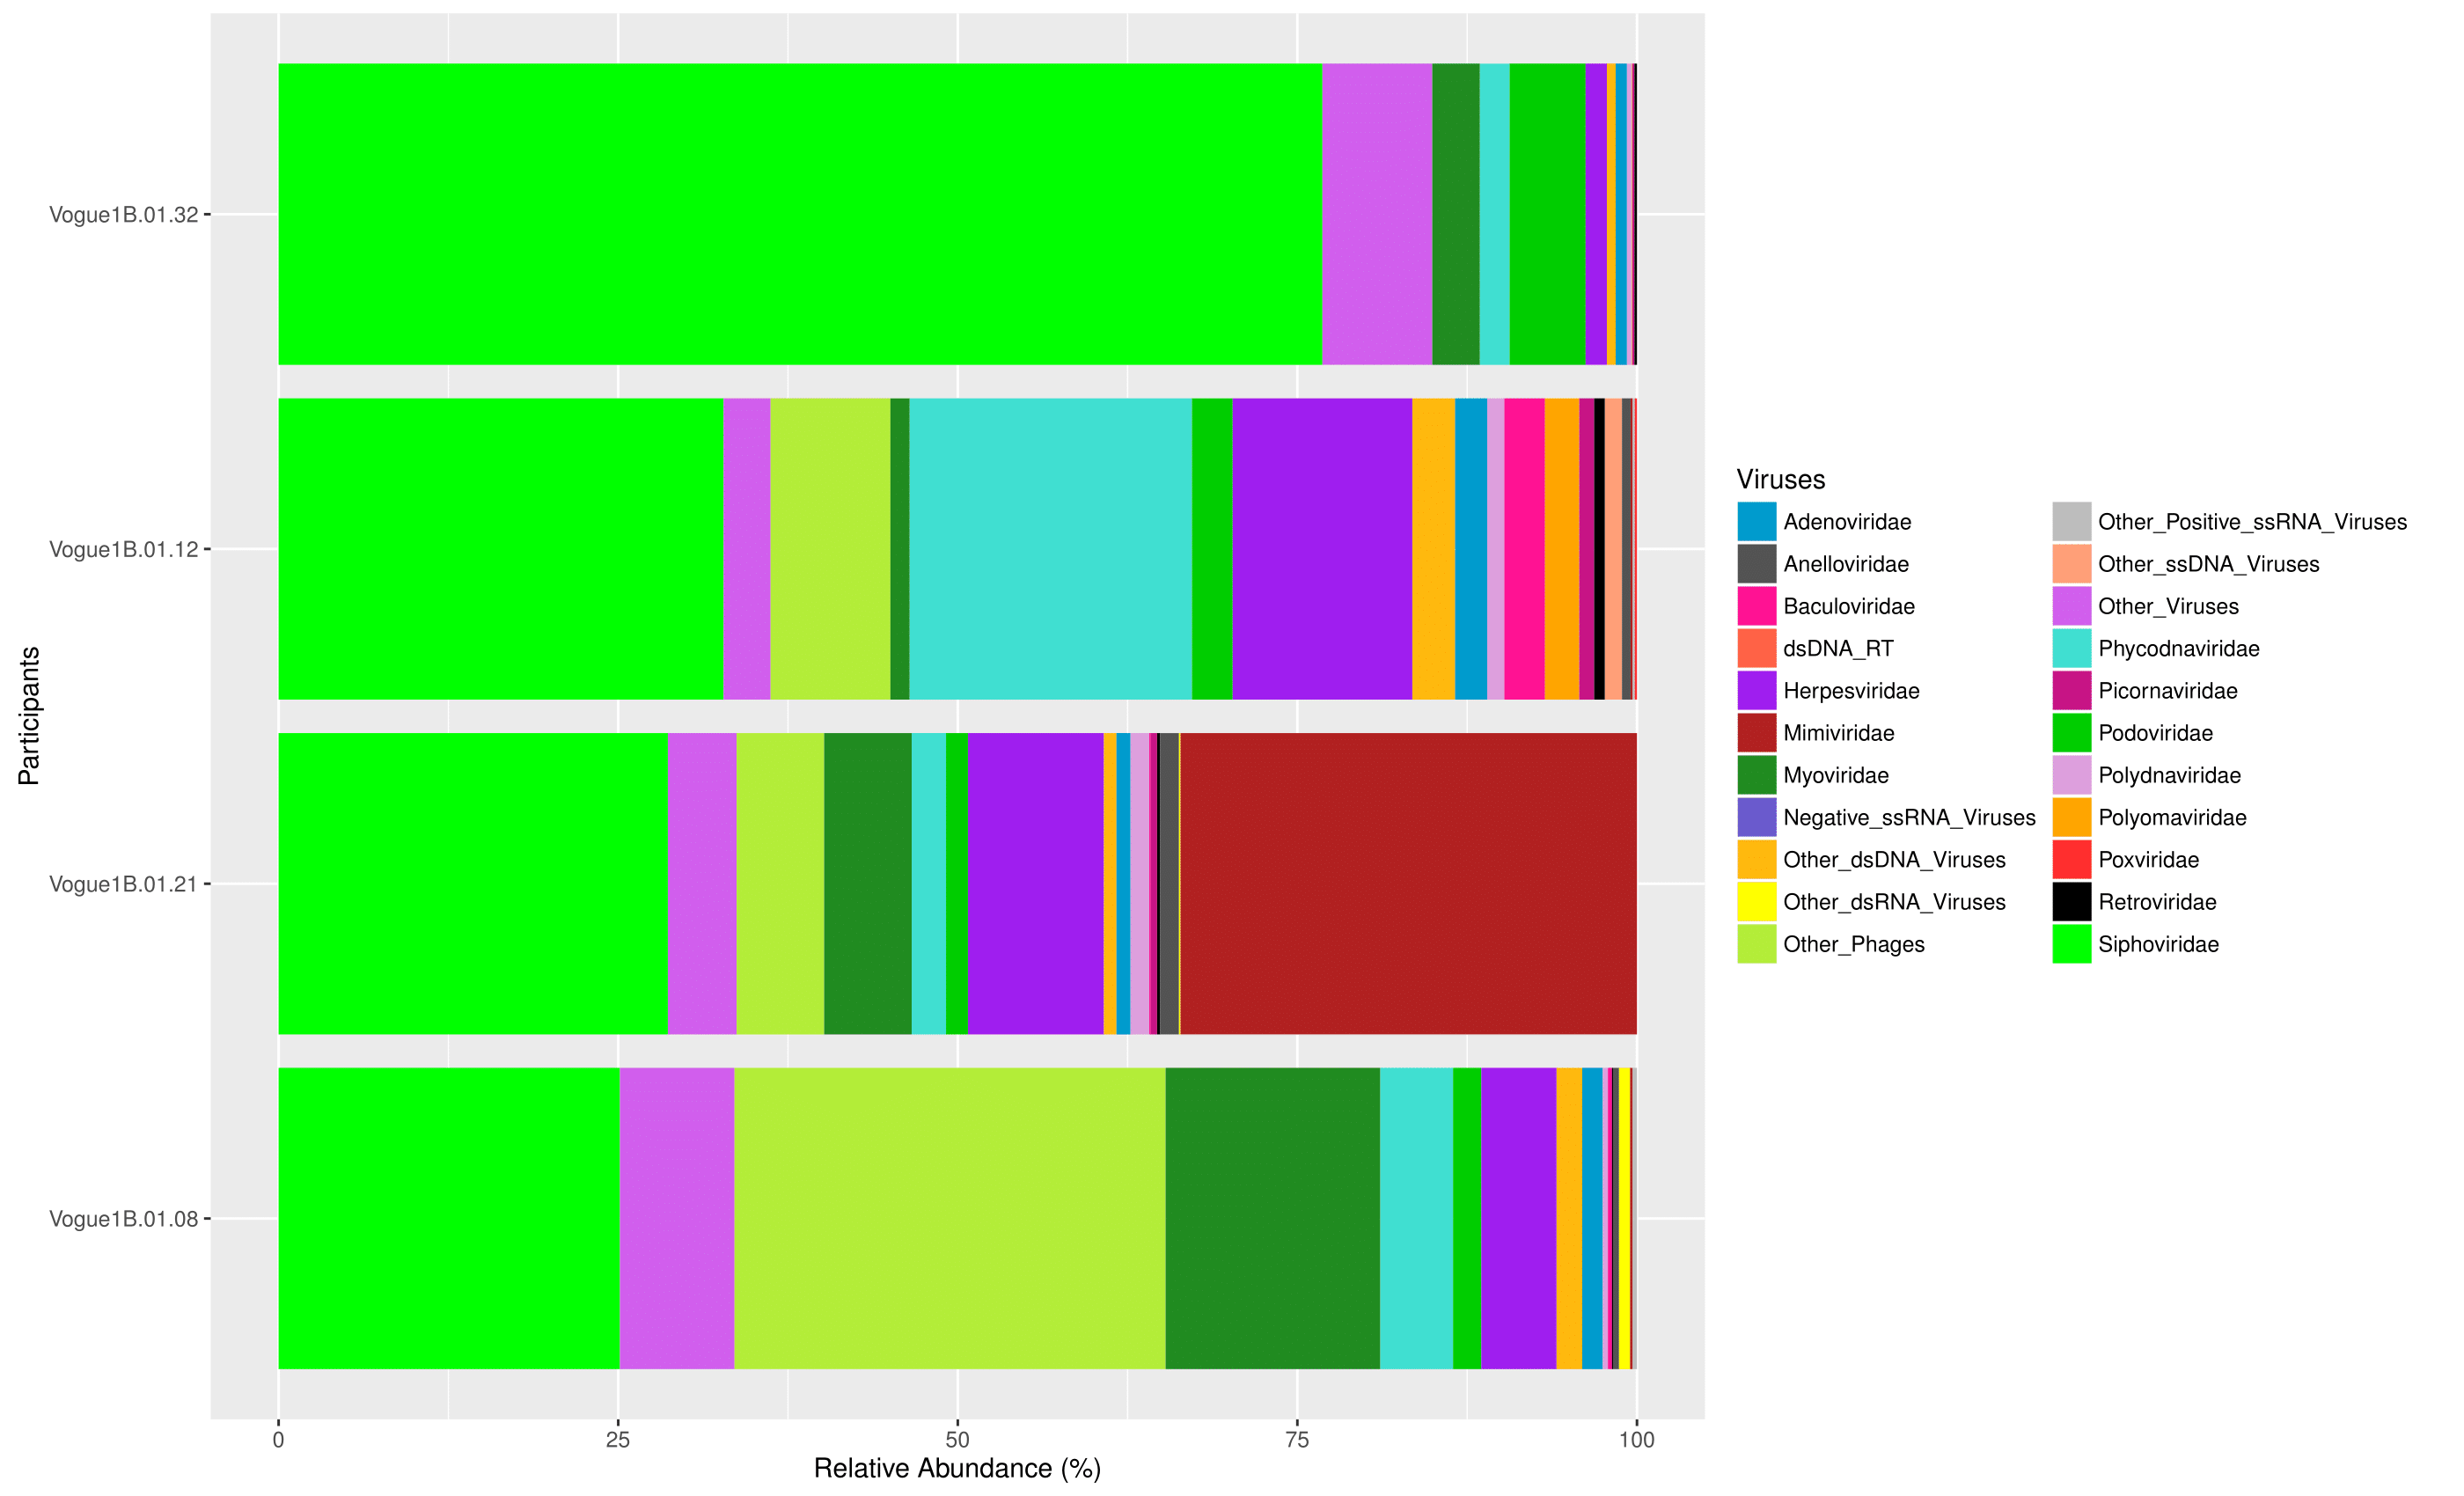 Participants
Vogue1B.01.32
Vogue1B.01.12
Vogue1B.01.21
Vogue1B.01.08
0 25 50 75 100
Relative Abundance (%)
Viruses
Adenoviridae
Anelloviridae
Baculoviridae
dsDNA_RT
Herpesviridae
Mimiviridae
Myoviridae
Negative_ssRNA_Viruses
Other_dsDNA_Viruses
Other_dsRNA_Viruses
Other_Phages
Other_Positive_ssRNA_Viruses
Other_ssDNA_Viruses
Other_Viruses
Phycodnaviridae
Picornaviridae
Podoviridae
Polydnaviridae
Polyomaviridae
Poxviridae
Retroviridae
Siphoviridae